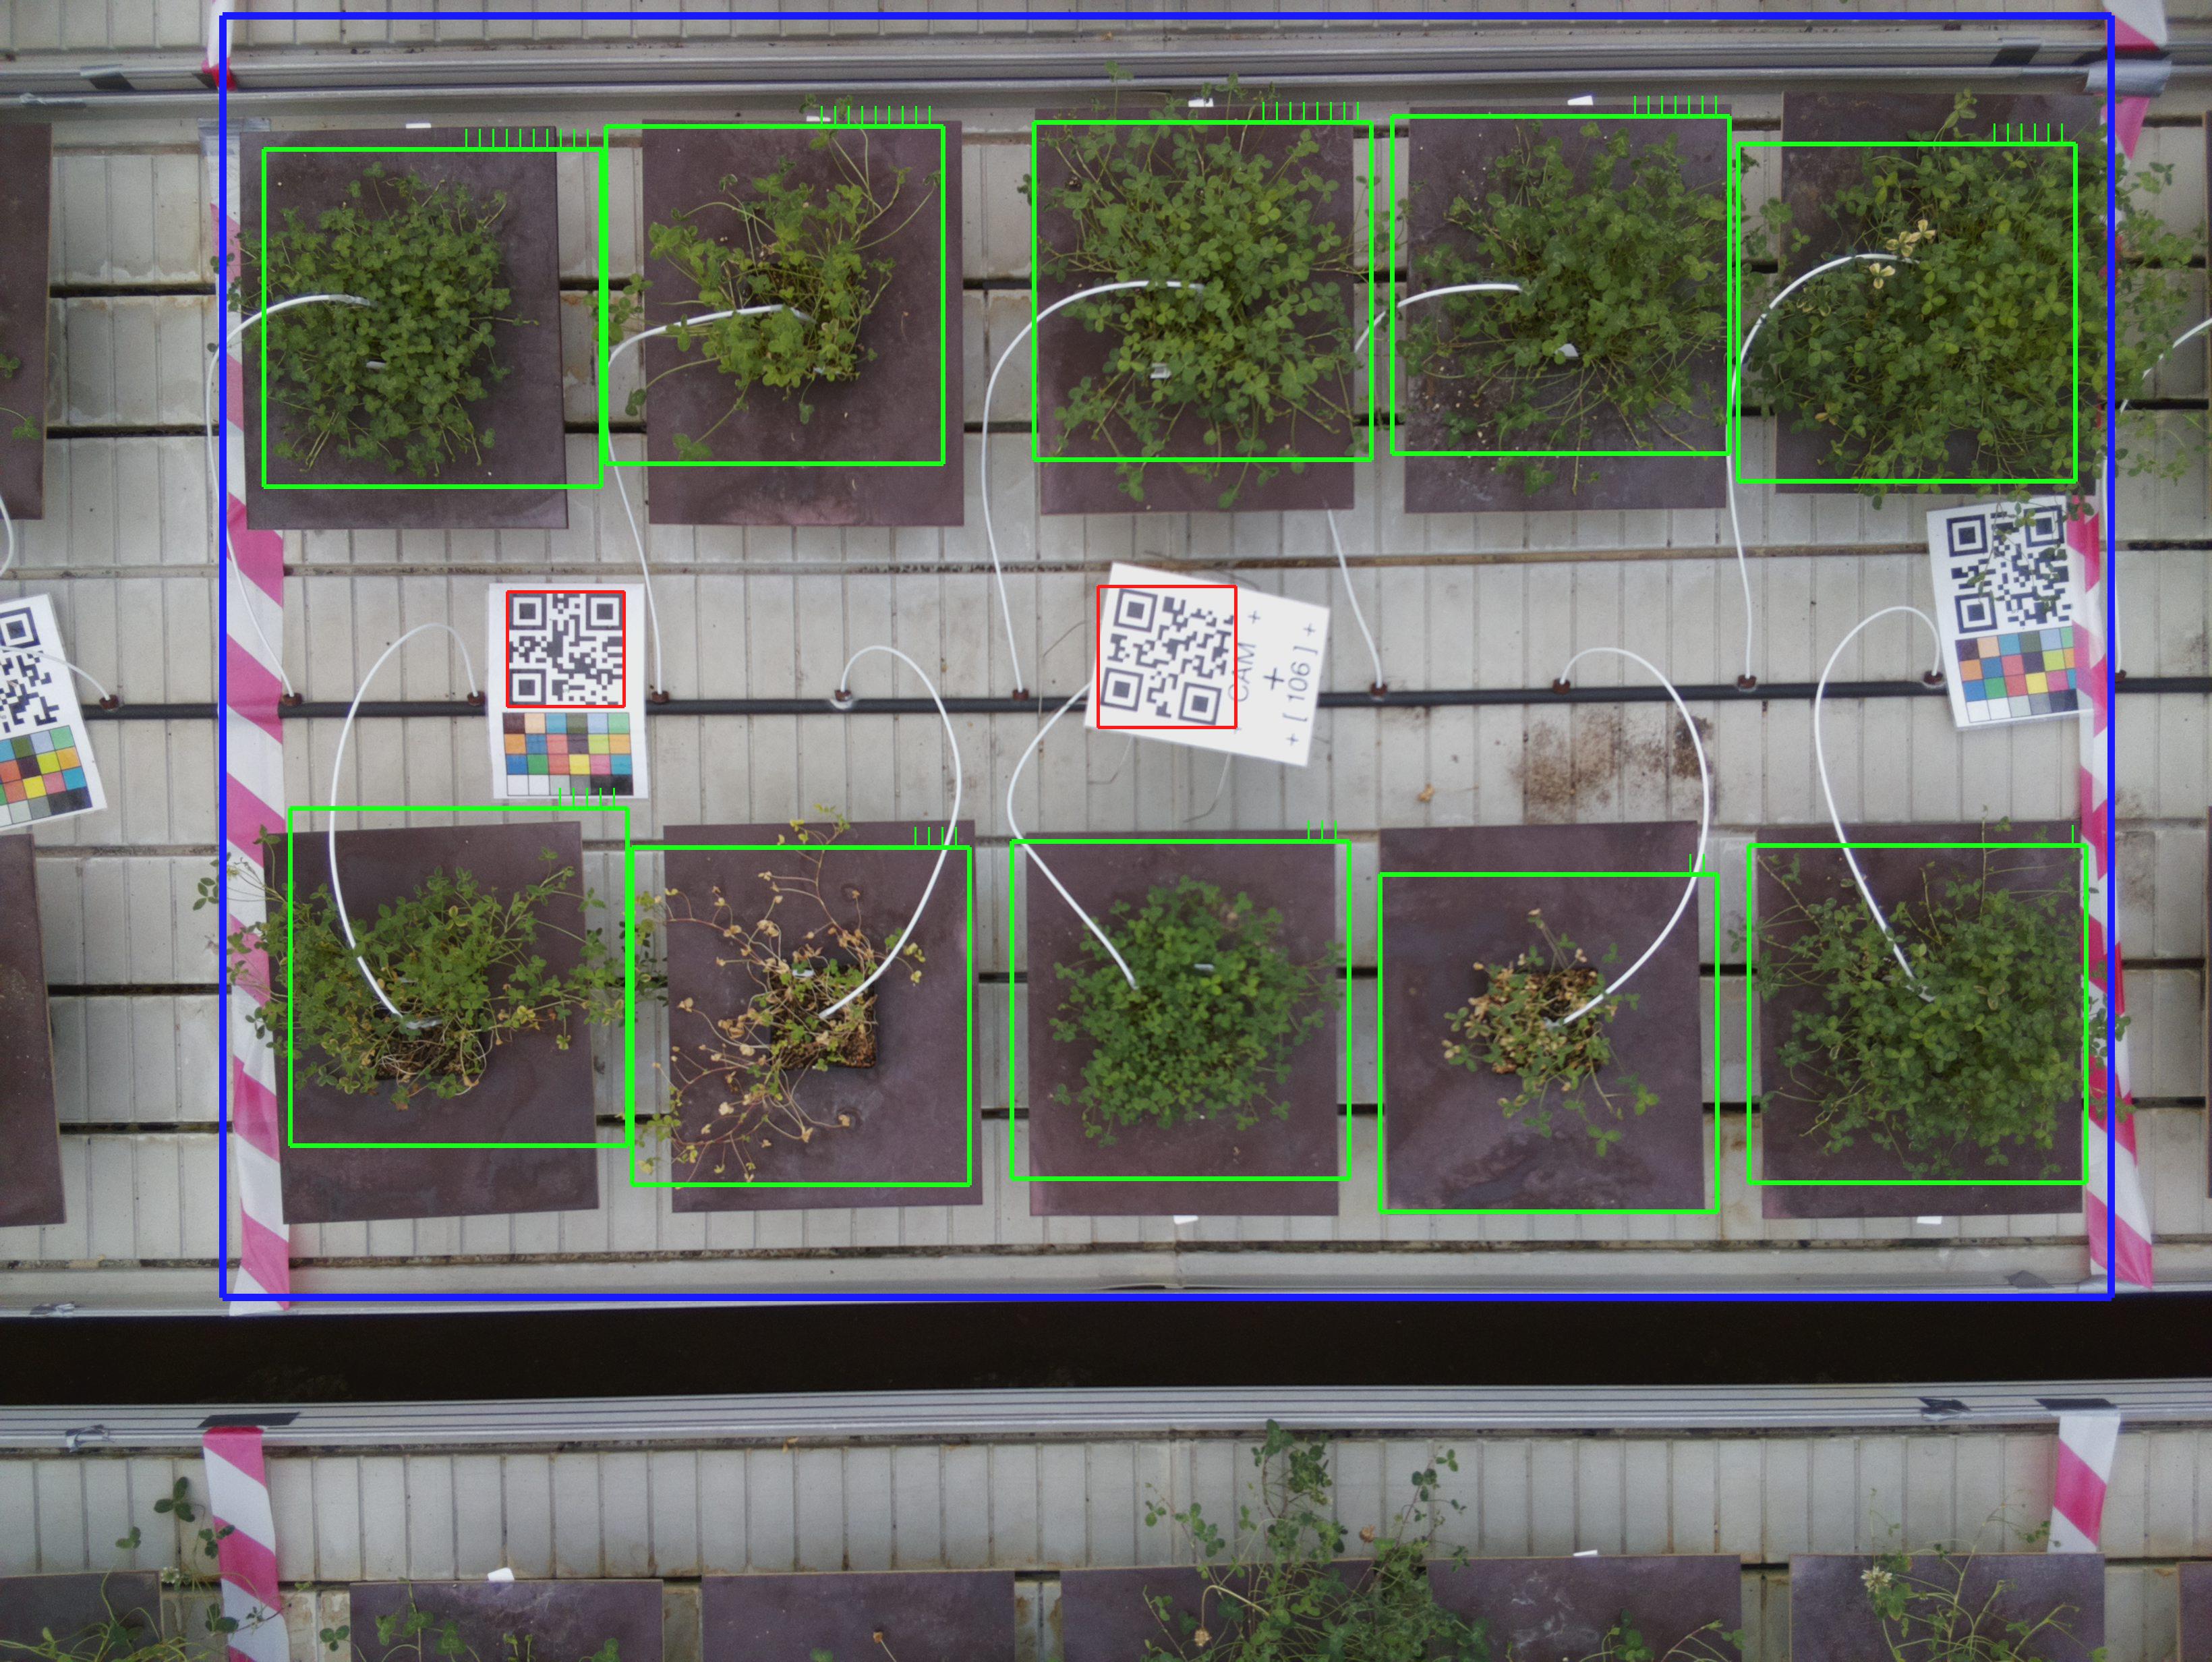 + CAM +
+
+ [ 106 ] +